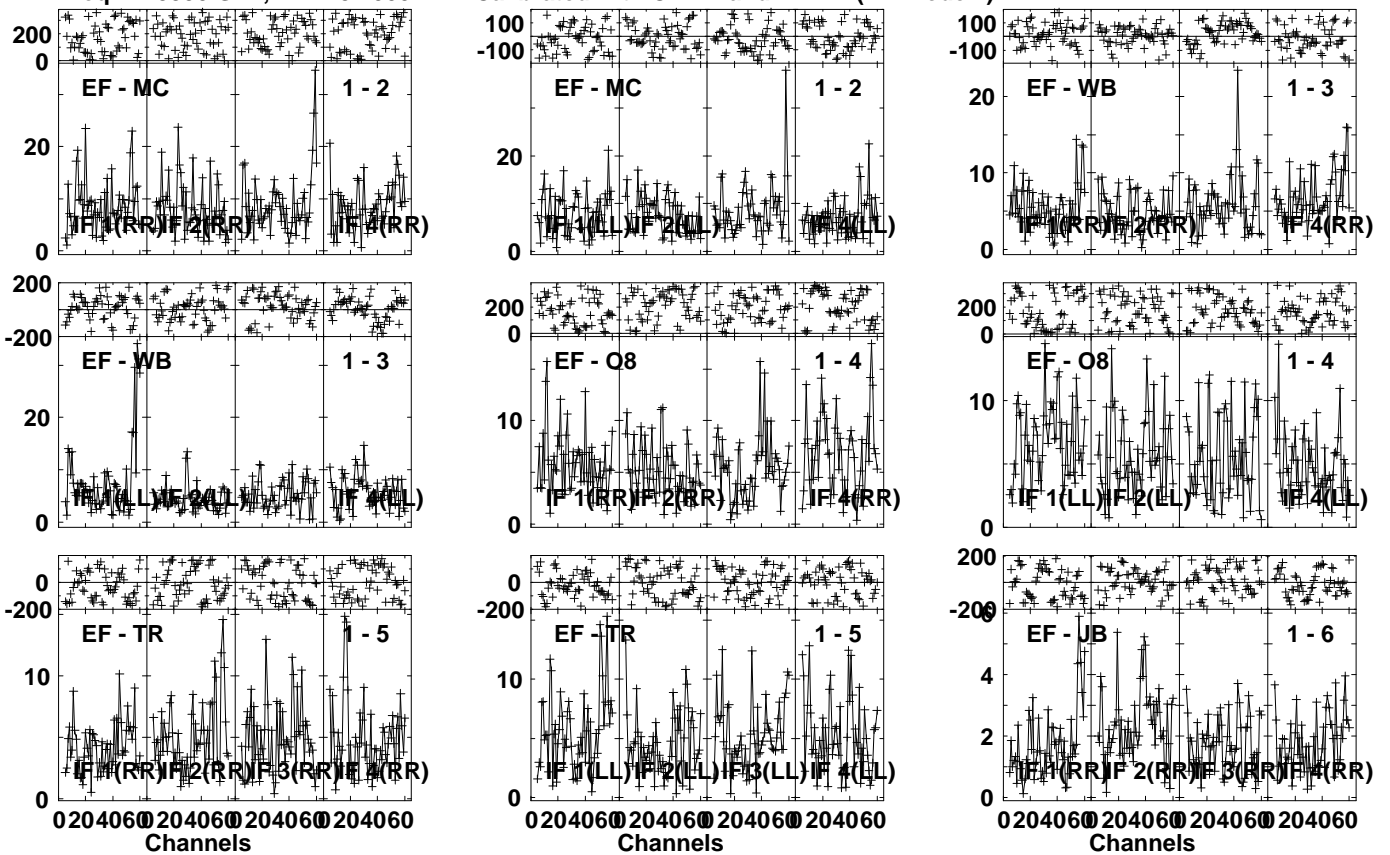 200
0
EF - MC 1 - 2
20
0
IF 1(RR) IF 2(RR) IF 4(RR)
100
-100
EF - MC 1 - 2
20
0
IF 1(LL) IF 2(LL) IF 4(LL)
100
-100
EF - WB 1 - 3
20
10
0
IF 1(RR) IF 2(RR) IF 4(RR)
200
-200
EF - WB 1 - 3
20
0
IF 1(LL) IF 2(LL) IF 4(LL)
200
0
EF - O8 1 - 4
10
0
IF 1(RR) IF 2(RR) IF 4(RR)
200
0
EF - O8 1 - 4
10
0
IF 1(LL) IF 2(LL) IF 4(LL)
0
-200
EF - TR 1 - 5
10
0
IF 1(RR) IF 2(RR) IF 3(RR) IF 4(RR)
0 20 40 60 0 20 40 60 0 20 40 60 0 20 40 60
Channels
0
-200
EF - TR 1 - 5
10
0
IF 1(LL) IF 2(LL) IF 3(LL) IF 4(LL)
0 20 40 60 0 20 40 60 0 20 40 60 0 20 40 60
Channels
200
0
-200
6
EF - JB 1 - 6
4
2
0
IF 1(RR) IF 2(RR) IF 3(RR) IF 4(RR)
0 20 40 60 0 20 40 60 0 20 40 60 0 20 40 60
Channels